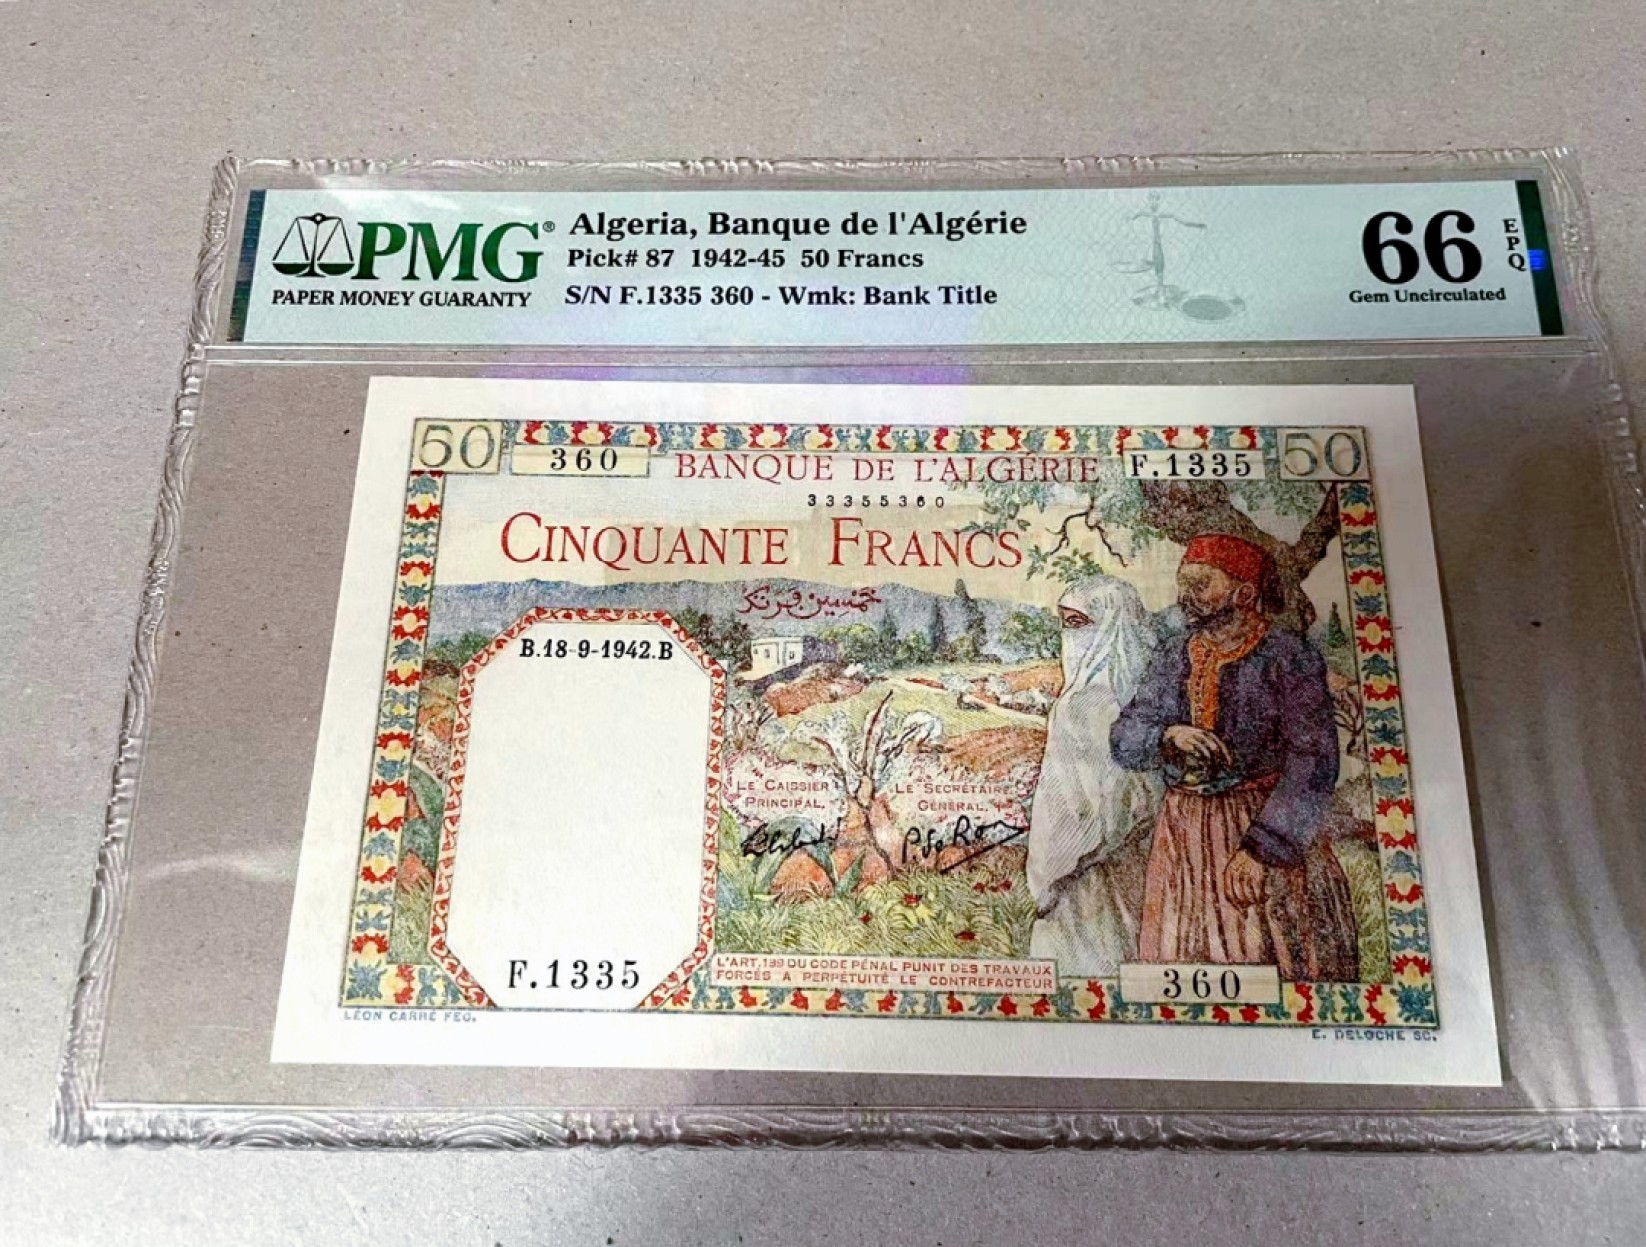 PMG®
PAPER MONEY GUARANTY
Algeria, Banque de l'Algérie
Pick# 87 1942-45 50 Francs
S/N F.1335 360 - Wmk: Bank Title
66
EPQ
Gem Uncirculated
50
360
BANQUE DE L'ALGÉRIE
F.1335
50
33355360
CINQUANTE FRANCS
خمسين فرنك
B.18-9-1942.B
LE CAISSIER
PRINCIPAL,
LE SECRÉTAIRE
GÉNÉRAL,
F.1335
L'ART. 139 DU CODE PÉNAL PUNIT DES TRAVAUX
FORCÉS A PERPÉTUITÉ LE CONTREFACTEUR
360
LÉON CARRÉ FEC.
E. DELOCHE SC.